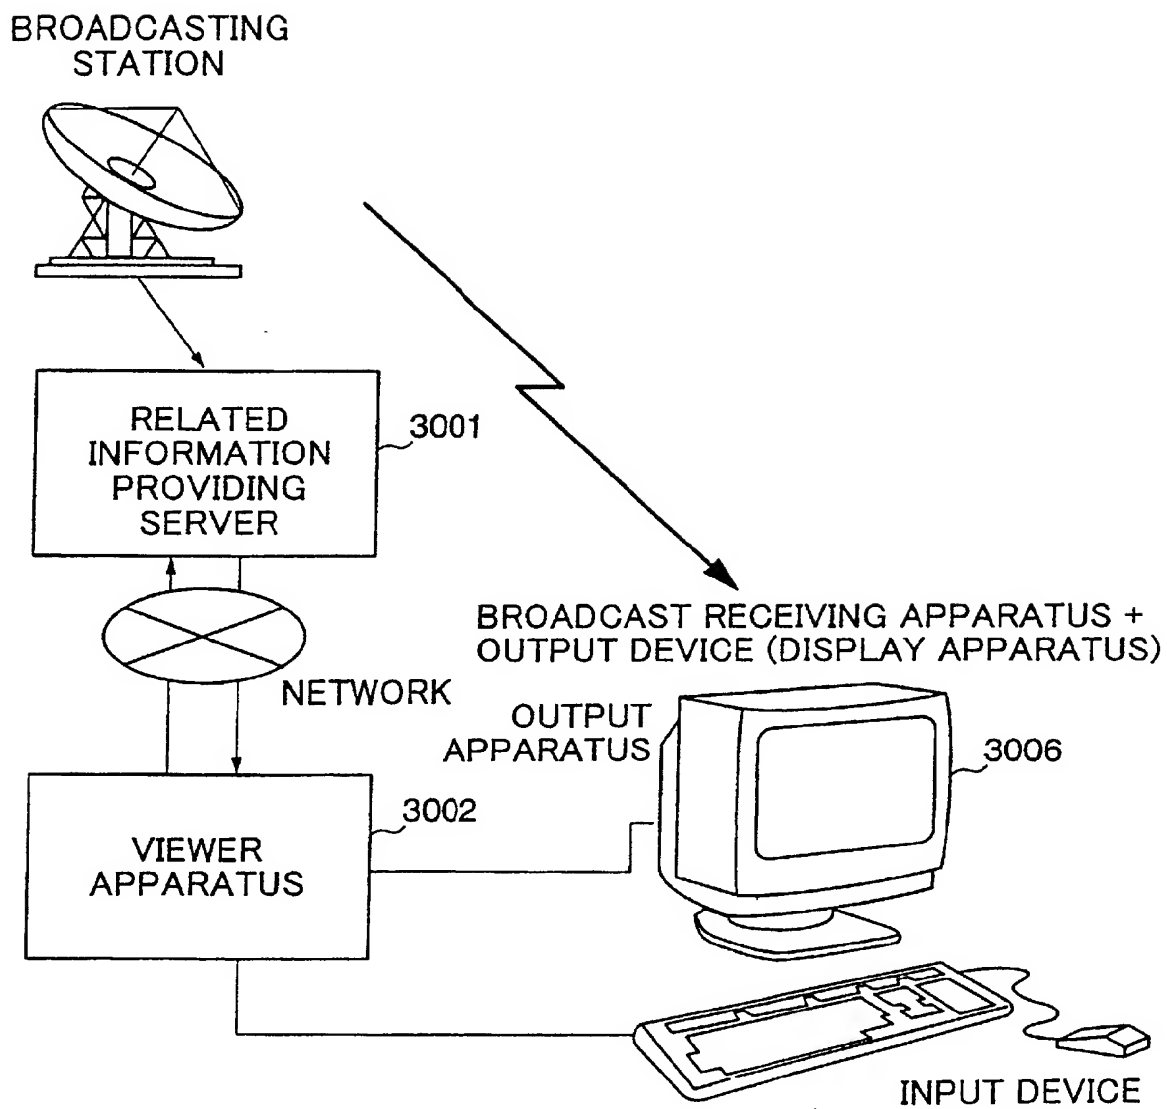 BROADCASTING
STATION
RELATED
INFORMATION
PROVIDING
SERVER
3001
BROADCAST RECEIVING APPARATUS +
OUTPUT DEVICE (DISPLAY APPARATUS)
NETWORK
OUTPUT
APPARATUS
3006
3002
VIEWER
APPARATUS
INPUT DEVICE